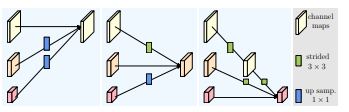 channel
maps
strided
3 × 3
up samp.
1 × 1